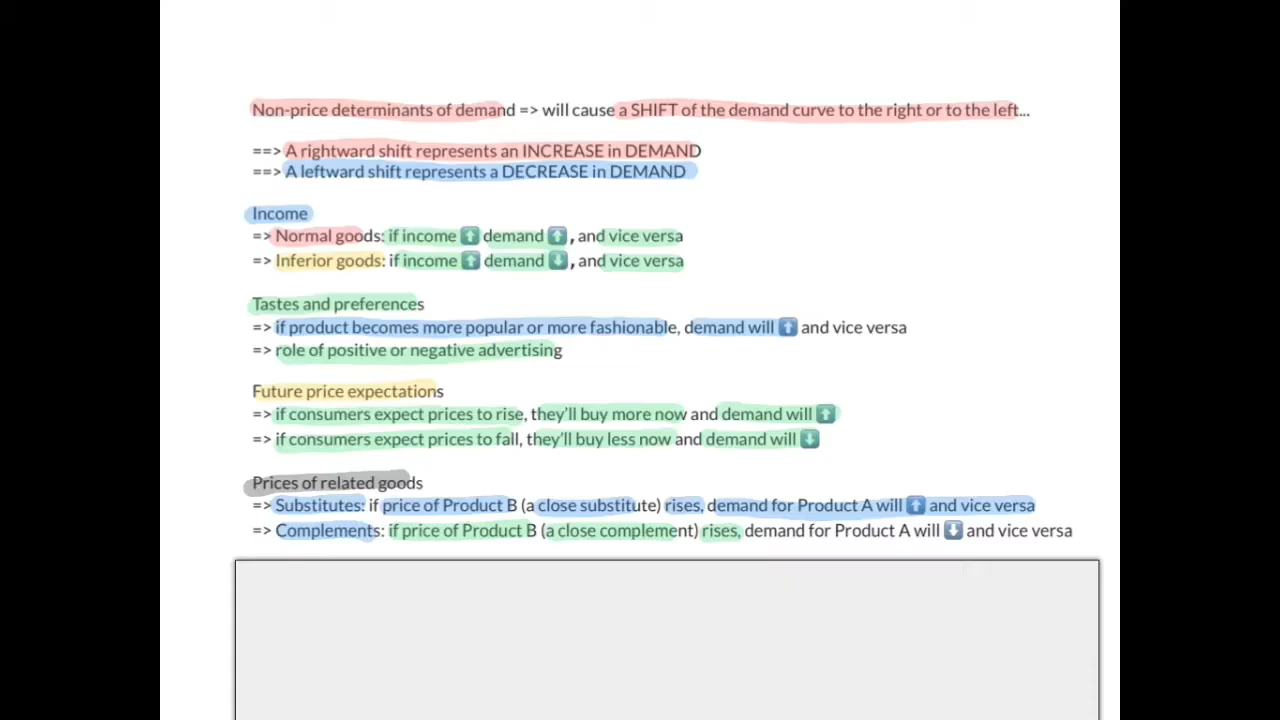 Non-price determinants of demand => will cause a SHIFT of the demand curve to the right or to the left...
==> A rightward shift represents an INCREASE in DEMAND
==> A leftward shift represents a DECREASE in DEMAND
Income
=> Normal goods: if income ⬆️ demand ⬆️, and vice versa
=> Inferior goods: if income ⬆️ demand ⬇️, and vice versa
Tastes and preferences
=> if product becomes more popular or more fashionable, demand will ⬆️ and vice versa
=> role of positive or negative advertising
Future price expectations
=> if consumers expect prices to rise, they'll buy more now and demand will ⬆️
=> if consumers expect prices to fall, they'll buy less now and demand will ⬇️
Prices of related goods
=> Substitutes: if price of Product B (a close substitute) rises, demand for Product A will ⬆️ and vice versa
=> Complements: if price of Product B (a close complement) rises, demand for Product A will ⬇️ and vice versa